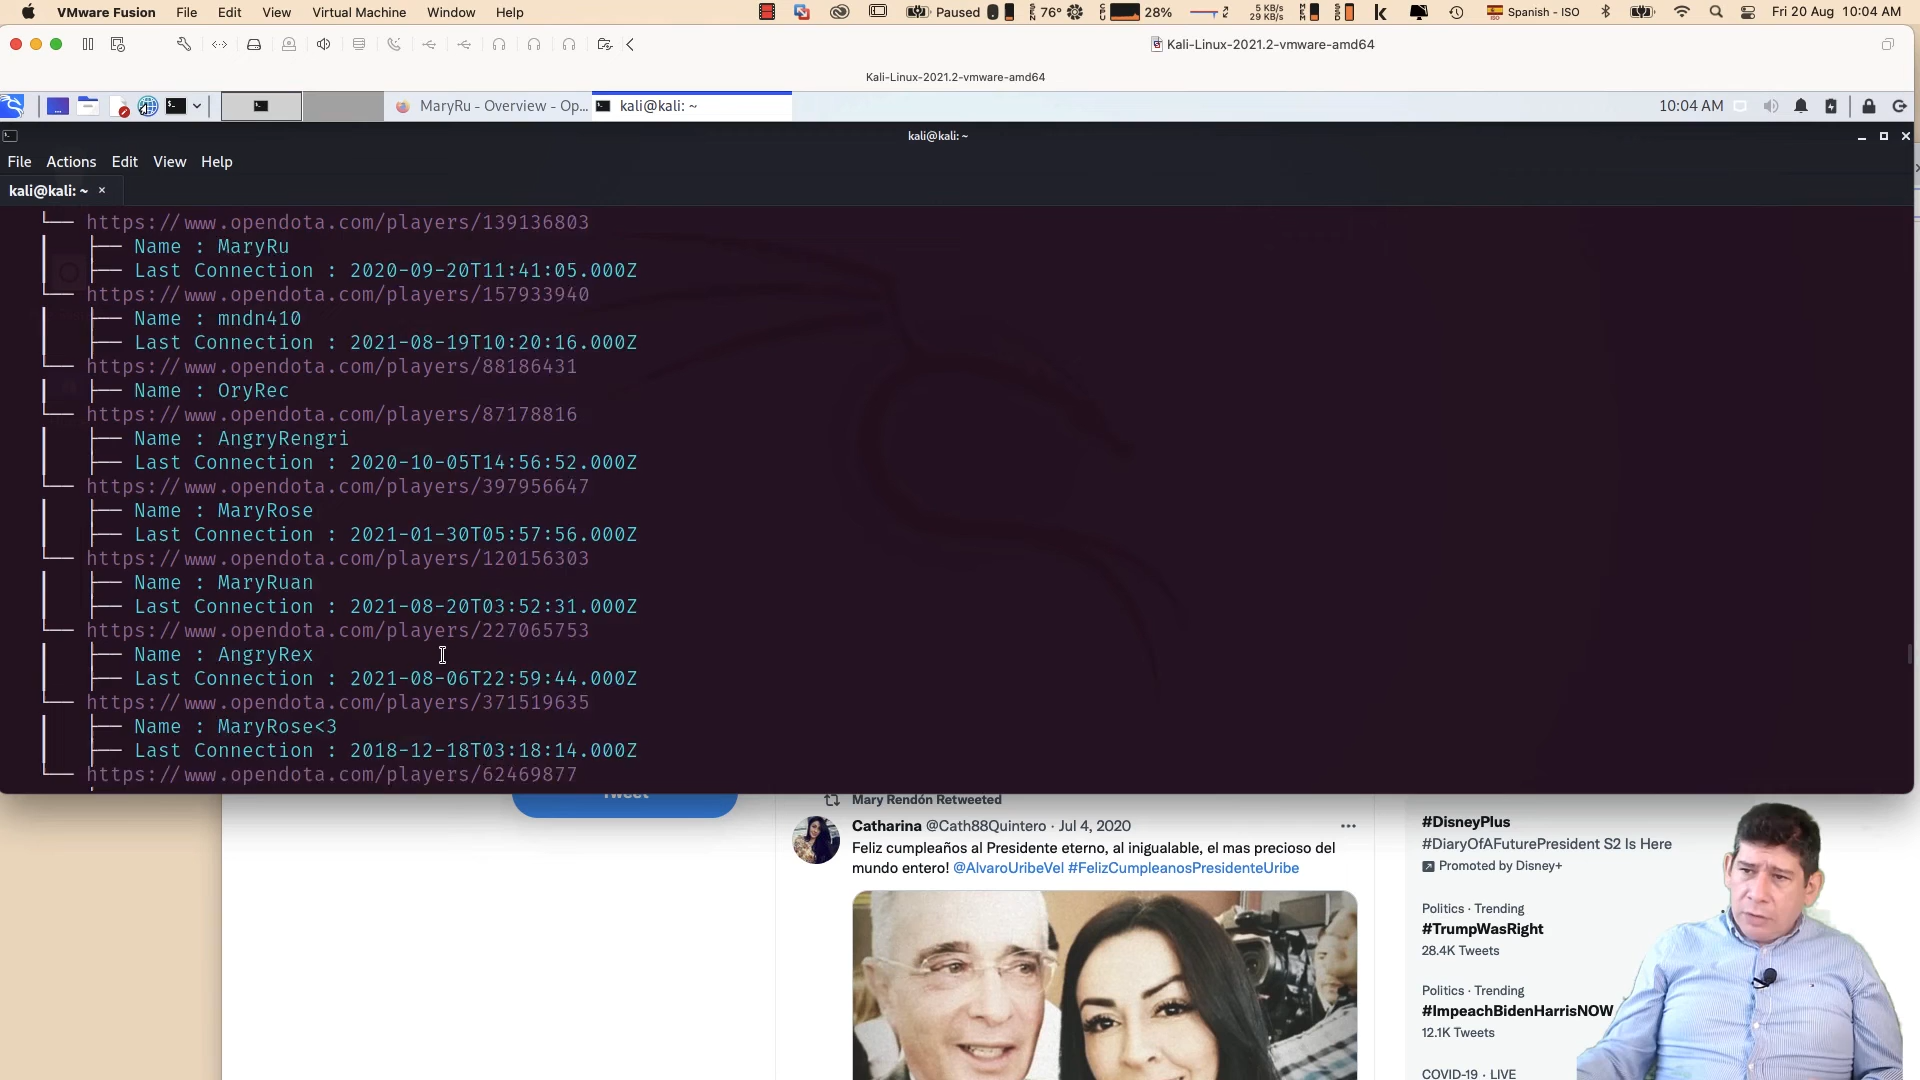 VMware Fusion File Edit View Virtual Machine Window Help Paused 76° 28% 5 KB/s 29 KB/s Spanish - ISO Fri 20 Aug 10:04 AM
Kali-Linux-2021.2-vmware-amd64
Kali-Linux-2021.2-vmware-amd64
MaryRu - Overview - Op... kali@kali: ~ 10:04 AM
kali@kali: ~
File Actions Edit View Help
kali@kali: ~ ×
https://www.opendota.com/players/139136803
Name : MaryRu
Last Connection : 2020-09-20T11:41:05.000Z
https://www.opendota.com/players/157933940
Name : mndn410
Last Connection : 2021-08-19T10:20:16.000Z
https://www.opendota.com/players/88186431
Name : OryRec
https://www.opendota.com/players/87178816
Name : AngryRengri
Last Connection : 2020-10-05T14:56:52.000Z
https://www.opendota.com/players/397956647
Name : MaryRose
Last Connection : 2021-01-30T05:57:56.000Z
https://www.opendota.com/players/120156303
Name : MaryRuan
Last Connection : 2021-08-20T03:52:31.000Z
https://www.opendota.com/players/227065753
Name : AngryRex
Last Connection : 2021-08-06T22:59:44.000Z
https://www.opendota.com/players/371519635
Name : MaryRose<3
Last Connection : 2018-12-18T03:18:14.000Z
https://www.opendota.com/players/62469877
Tweet
Mary Rendón Retweeted
Catharina @Cath88Quintero · Jul 4, 2020
Feliz cumpleaños al Presidente eterno, al inigualable, el mas precioso del
mundo entero! @AlvaroUribeVel #FelizCumpleanosPresidenteUribe
#DisneyPlus
#DiaryOfAFuturePresident S2 Is Here
Promoted by Disney+
Politics · Trending
#TrumpWasRight
28.4K Tweets
Politics · Trending
#ImpeachBidenHarrisNOW
12.1K Tweets
COVID-19 · LIVE